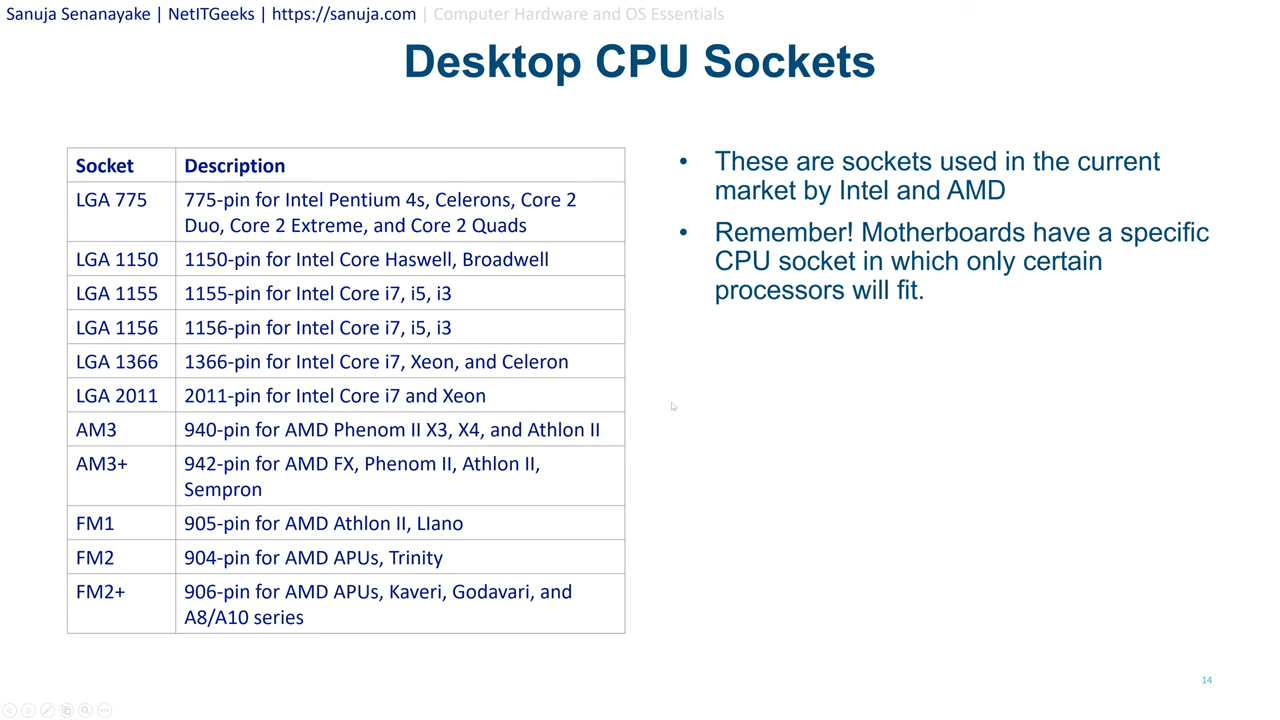 Sanuja Senanayake | NetITGeeks | https://sanuja.com | Computer Hardware and OS Essentials
Desktop CPU Sockets
Socket Description
LGA 775 775-pin for Intel Pentium 4s, Celerons, Core 2
Duo, Core 2 Extreme, and Core 2 Quads
LGA 1150 1150-pin for Intel Core Haswell, Broadwell
LGA 1155 1155-pin for Intel Core i7, i5, i3
LGA 1156 1156-pin for Intel Core i7, i5, i3
LGA 1366 1366-pin for Intel Core i7, Xeon, and Celeron
LGA 2011 2011-pin for Intel Core i7 and Xeon
AM3 940-pin for AMD Phenom II X3, X4, and Athlon II
AM3+ 942-pin for AMD FX, Phenom II, Athlon II,
Sempron
FM1 905-pin for AMD Athlon II, LIano
FM2 904-pin for AMD APUs, Trinity
FM2+ 906-pin for AMD APUs, Kaveri, Godavari, and
A8/A10 series
• These are sockets used in the current
market by Intel and AMD
• Remember! Motherboards have a specific
CPU socket in which only certain
processors will fit.
14